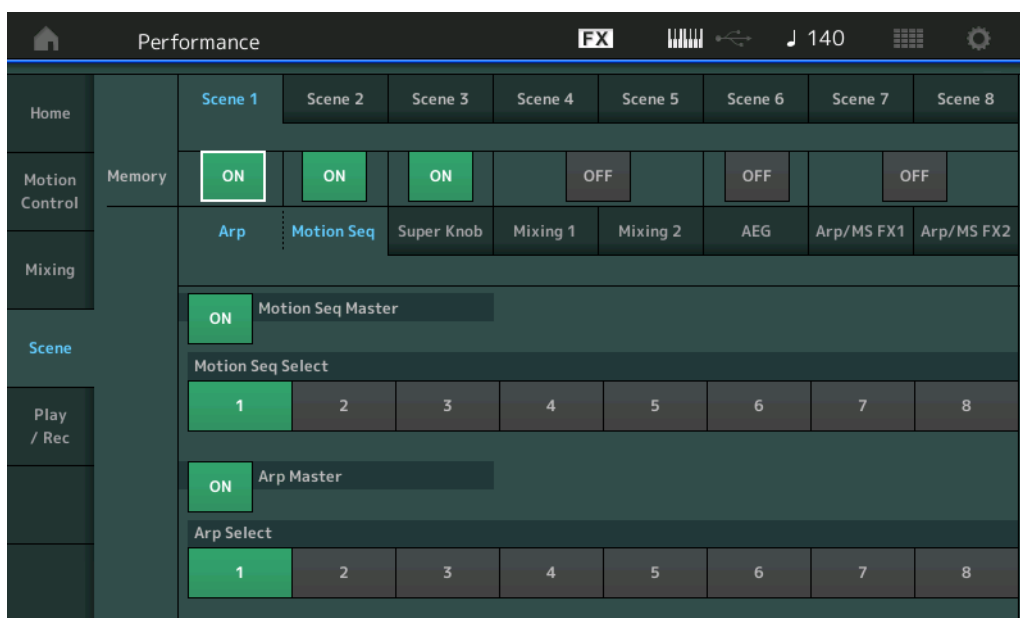 Performance FX 140
Home
Motion
Control
Mixing
Scene
Play
/ Rec
Scene 1 Scene 2 Scene 3 Scene 4 Scene 5 Scene 6 Scene 7 Scene 8
Memory ON ON ON OFF OFF OFF
Arp Motion Seq Super Knob Mixing 1 Mixing 2 AEG Arp/MS FX1 Arp/MS FX2
ON Motion Seq Master
Motion Seq Select
1 2 3 4 5 6 7 8
ON Arp Master
Arp Select
1 2 3 4 5 6 7 8